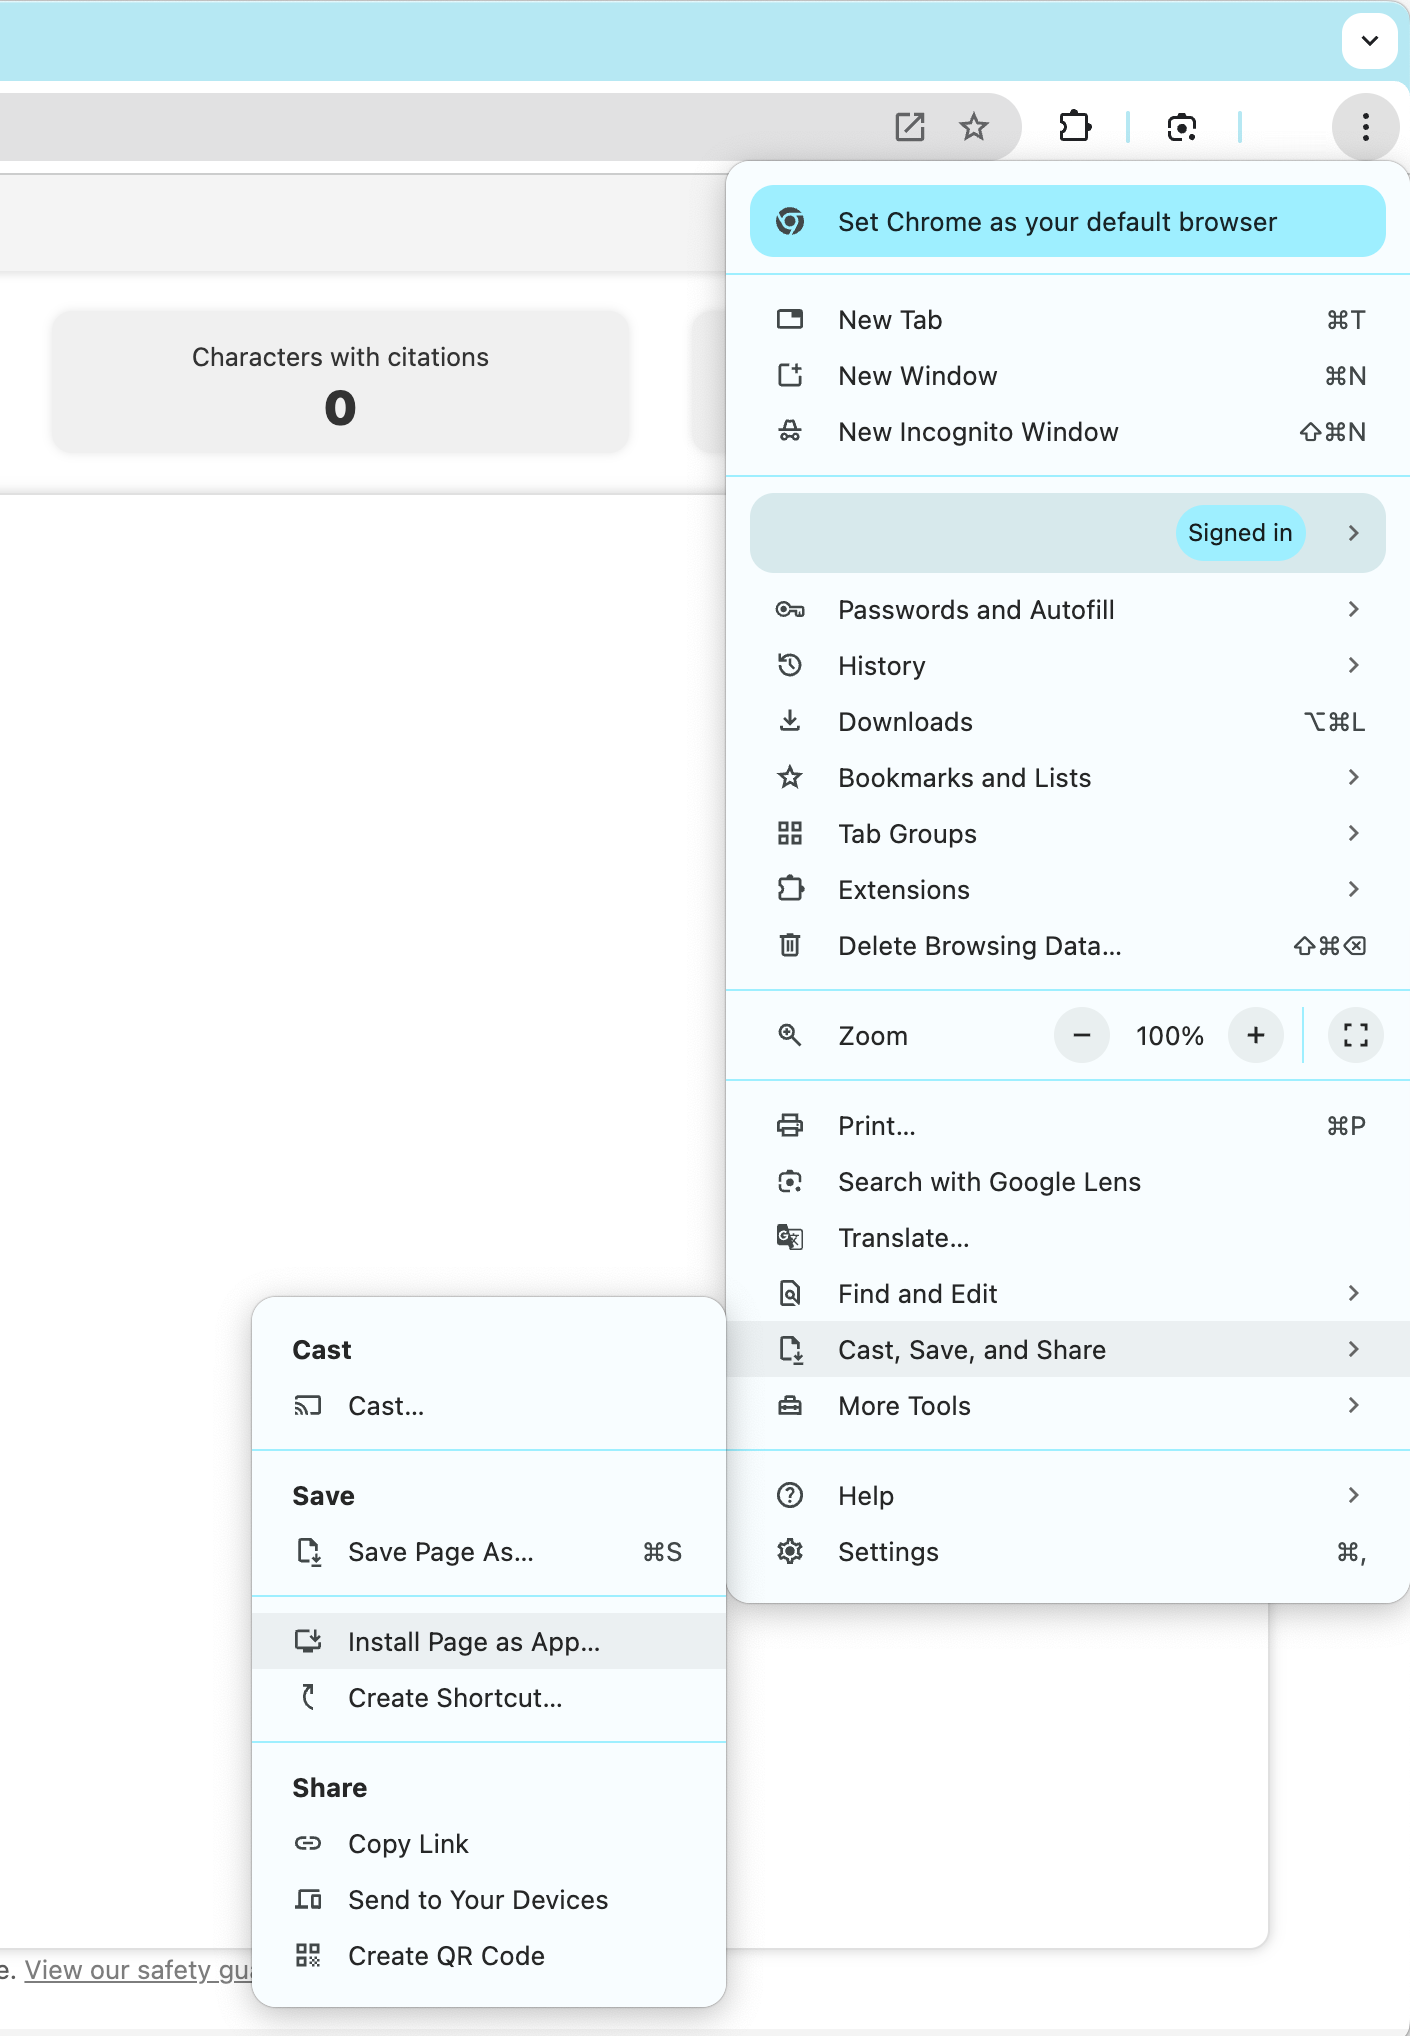 Characters with citations
0
Set Chrome as your default browser
New Tab ⌘T
New Window ⌘N
New Incognito Window ⇧⌘N
Signed in
Passwords and Autofill
History
Downloads ⌥⌘L
Bookmarks and Lists
Tab Groups
Extensions
Delete Browsing Data... ⇧⌘⌫
Zoom − 100% +
Print... ⌘P
Search with Google Lens
Translate...
Find and Edit
Cast, Save, and Share
More Tools
Help
Settings ⌘,
Cast
Cast...
Save
Save Page As... ⌘S
Install Page as App...
Create Shortcut...
Share
Copy Link
Send to Your Devices
Create QR Code
e. View our safety